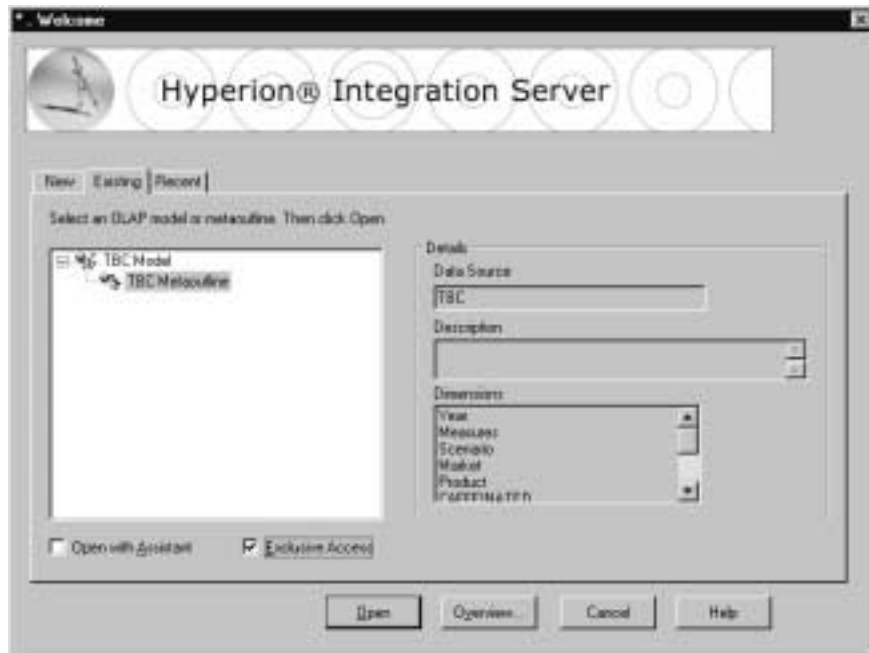 Welcome
Hyperion® Integration Server
New Existing Recent
Select an OLAP model or metaoutline. Then click Open
TBC Model
TBC Metaoutline
Details
Data Source
TBC
Description
Dimensions
Year
Measures
Scenario
Market
Product
CAFFEINATED
Open with Assistant
Exclusive Access
Open Overview... Cancel Help